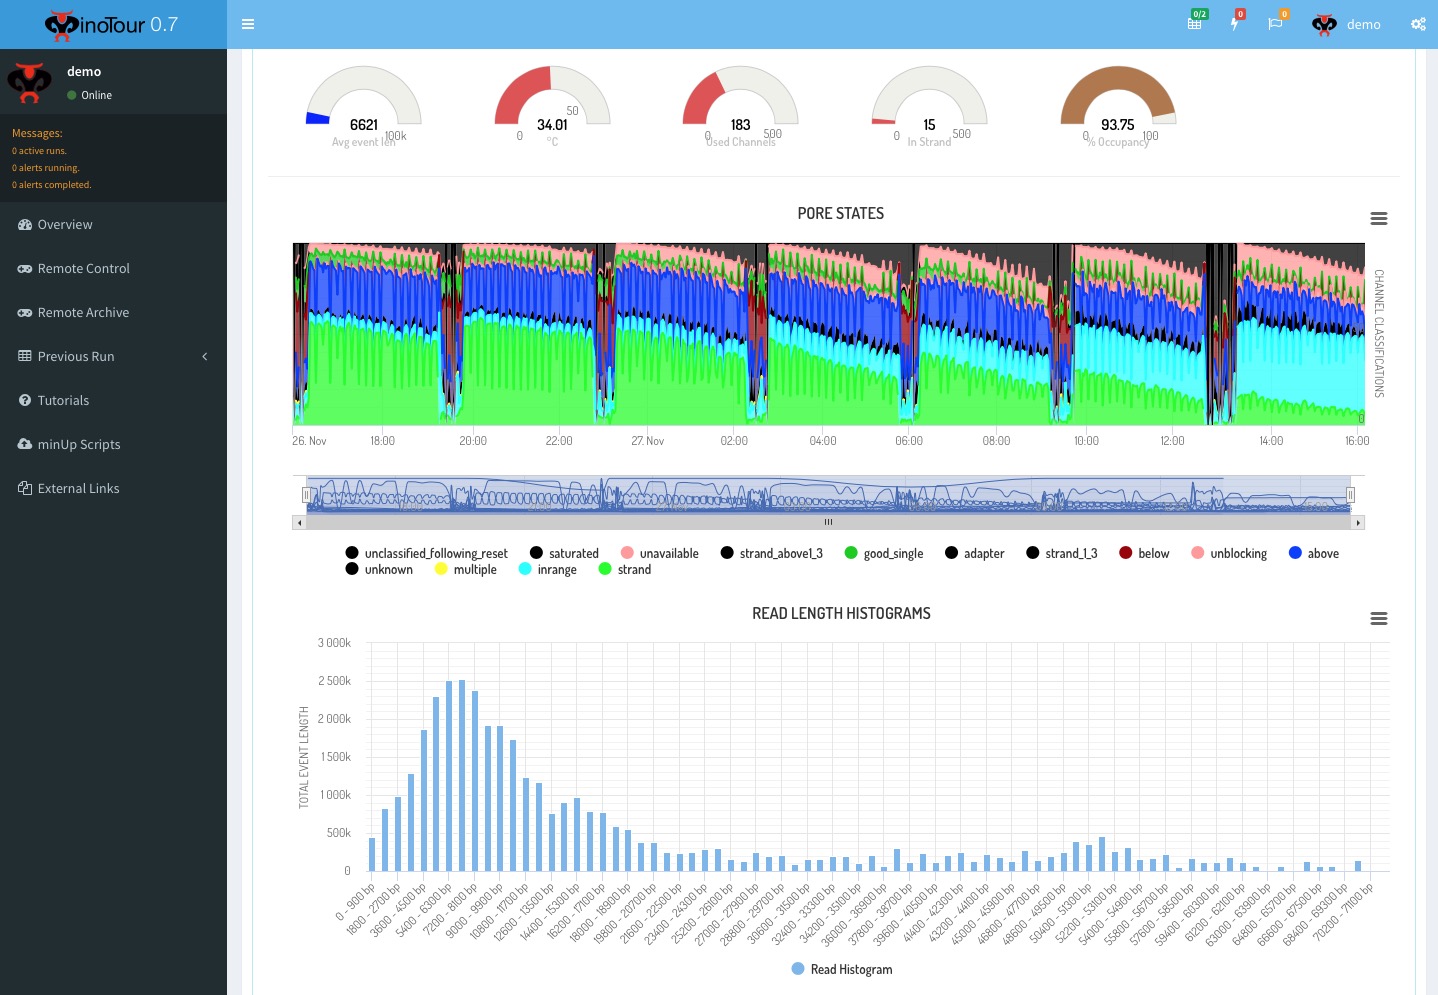 minoTour 0.7
0/2
0
0
demo
demo
Online
Messages:
0 active runs.
0 alerts running.
0 alerts completed.
Overview
Remote Control
Remote Archive
Previous Run
Tutorials
minUp Scripts
External Links
6621
100k
Avg event len
34.01
0
50
°C
183
0
500
Used Channels
15
0
500
In Strand
93.75
0
100
% Occupancy
PORE STATES
CHANNEL CLASSIFICATIONS
0
26. Nov 18:00 20:00 22:00 27. Nov 02:00 04:00 06:00 08:00 10:00 12:00 14:00 16:00
unclassified_following_reset saturated unavailable strand_above1_3 good_single adapter strand_1_3 below unblocking above
unknown multiple inrange strand
READ LENGTH HISTOGRAMS
TOTAL EVENT LENGTH
3 000k
2 500k
2 000k
1 500k
1 000k
500k
0
0 - 900 bp
1800 - 2700 bp
3600 - 4500 bp
5400 - 6300 bp
7200 - 8100 bp
9000 - 9900 bp
10800 - 11700 bp
12600 - 13500 bp
14400 - 15300 bp
16200 - 17100 bp
18000 - 18900 bp
19800 - 20700 bp
21600 - 22500 bp
23400 - 24300 bp
25200 - 26100 bp
27000 - 27900 bp
28800 - 29700 bp
30600 - 31500 bp
32400 - 33300 bp
34200 - 35100 bp
36000 - 36900 bp
37800 - 38700 bp
39600 - 40500 bp
41400 - 42300 bp
43200 - 44100 bp
45000 - 45900 bp
46800 - 47700 bp
48600 - 49500 bp
50400 - 51300 bp
52200 - 53100 bp
54000 - 54900 bp
55800 - 56700 bp
57600 - 58500 bp
59400 - 60300 bp
61200 - 62100 bp
63000 - 63900 bp
64800 - 65700 bp
66600 - 67500 bp
68400 - 69300 bp
70200 - 71100 bp
Read Histogram